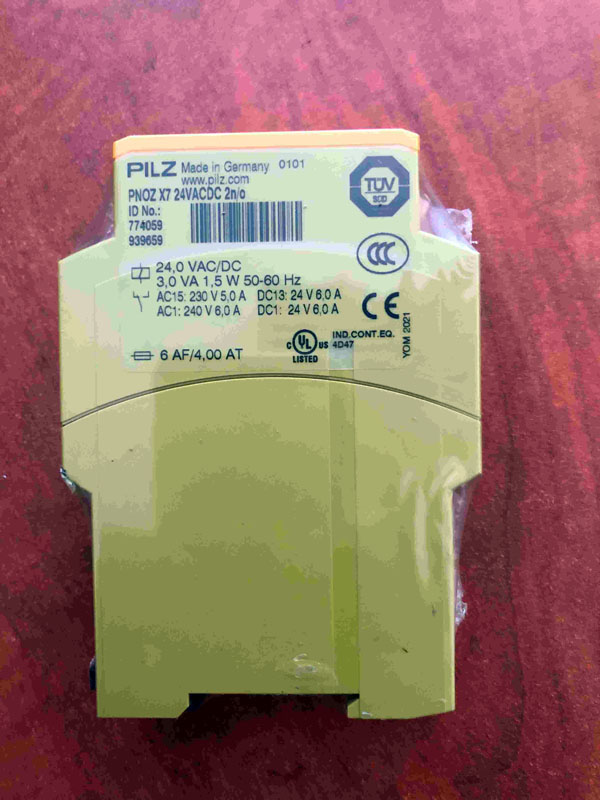 PILZ Made in Germany 0101
www.pilz.com
PNOZ X7 24VACDC 2n/o
ID No.:
774059
939659
TÜV
SÜD
CCC
24,0 VAC/DC
3,0 VA 1,5 W 50-60 Hz
AC15: 230 V 5,0 A DC13: 24 V 6,0 A
AC1: 240 V 6,0 A DC1: 24 V 6,0 A
CE
YOM 2021
C UL US IND.CONT.EQ.
LISTED 4D47
6 AF/4,00 AT